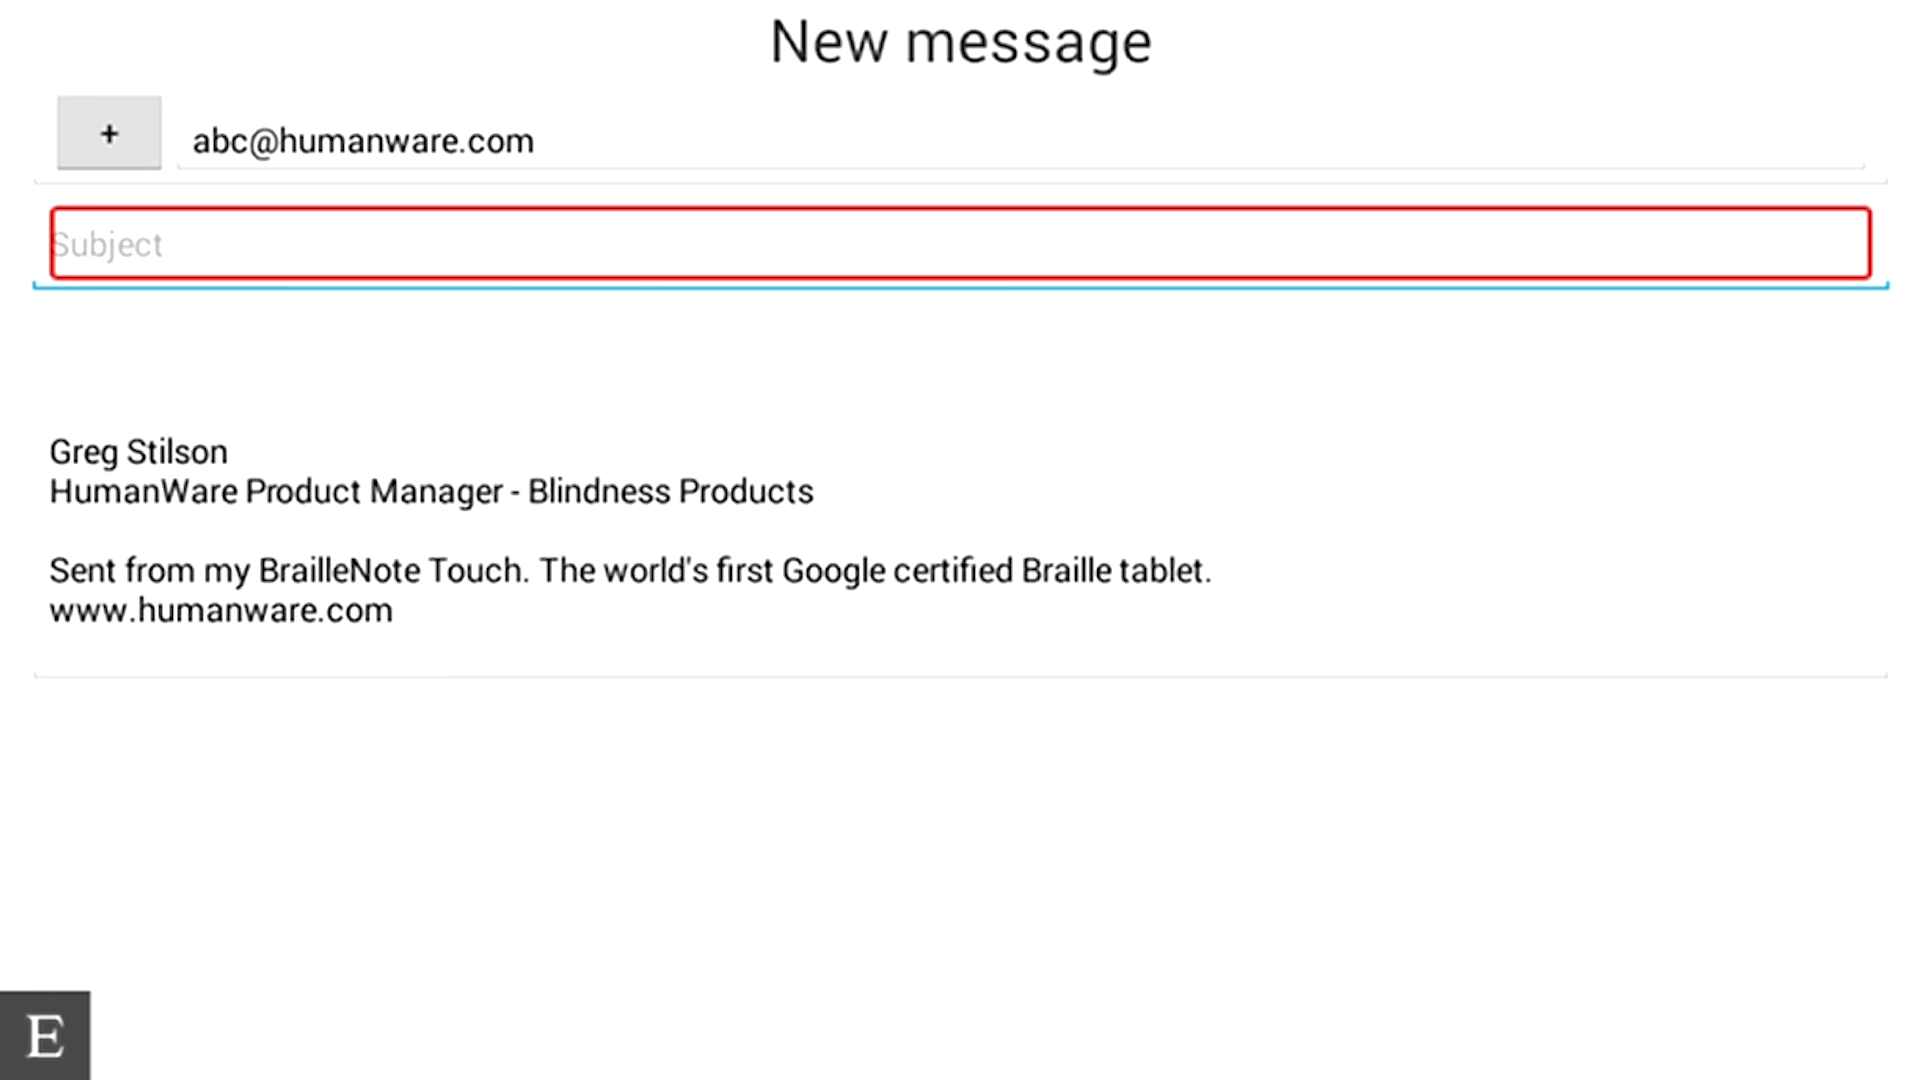 New message
+ abc@humanware.com
Subject
Greg Stilson
HumanWare Product Manager - Blindness Products
Sent from my BrailleNote Touch. The world's first Google certified Braille tablet.
www.humanware.com
E